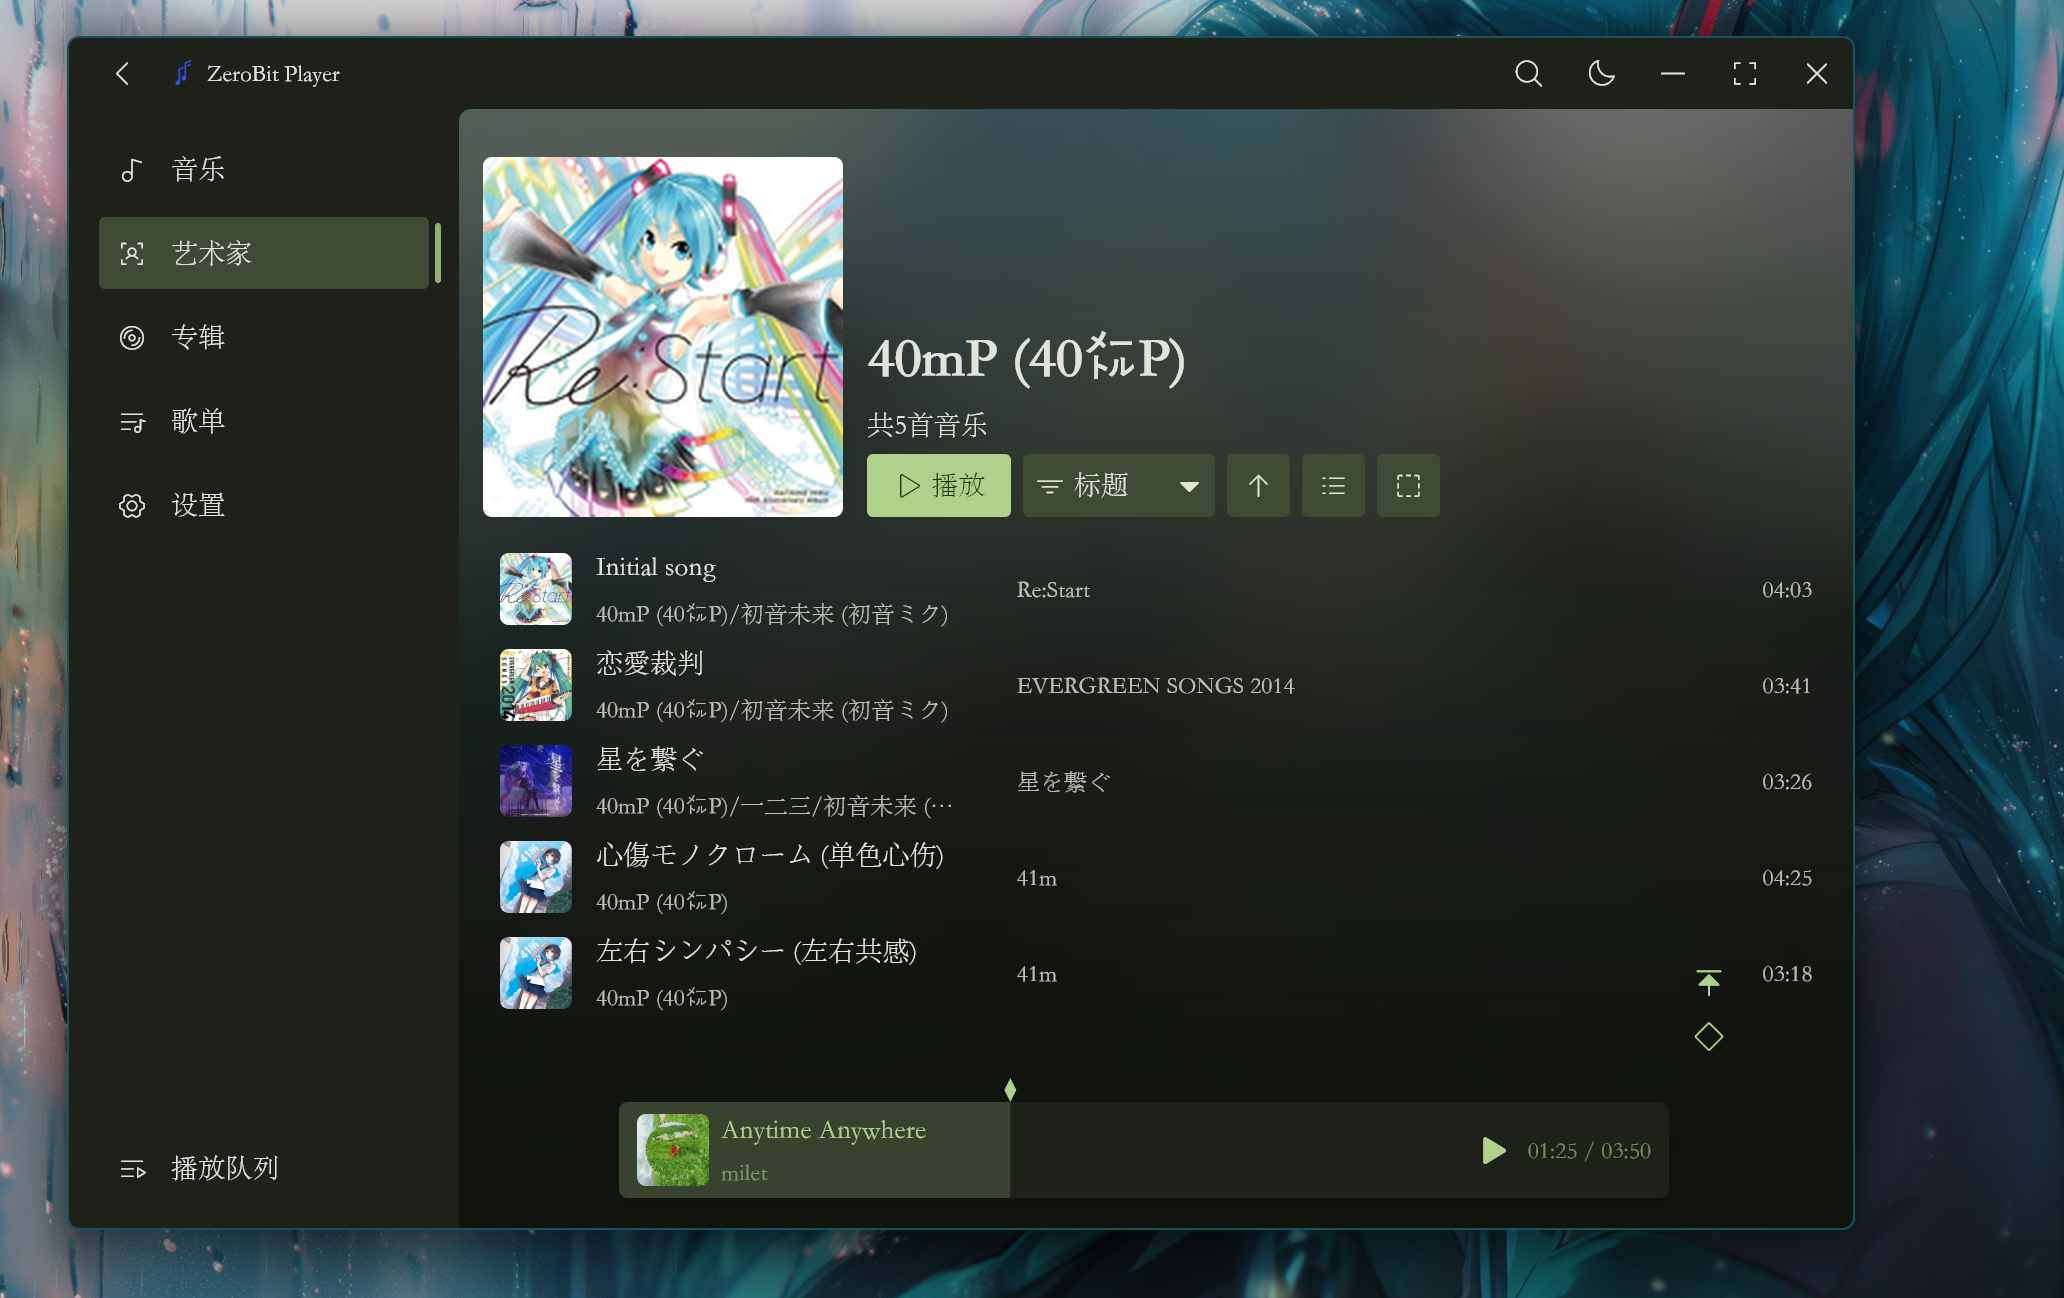 ZeroBit Player
音乐
艺术家
专辑
歌单
设置
播放队列
Re:Start
40mP (40㍍P)
共5首音乐
播放
标题
Initial song
40mP (40㍍P)/初音未来 (初音ミク)
Re:Start
04:03
恋愛裁判
40mP (40㍍P)/初音未来 (初音ミク)
EVERGREEN SONGS 2014
03:41
星を繋ぐ
40mP (40㍍P)/一二三/初音未来 (…
星を繋ぐ
03:26
心傷モノクローム (单色心伤)
40mP (40㍍P)
41m
04:25
左右シンパシー (左右共感)
40mP (40㍍P)
41m
03:18
Anytime Anywhere
milet
01:25 / 03:50